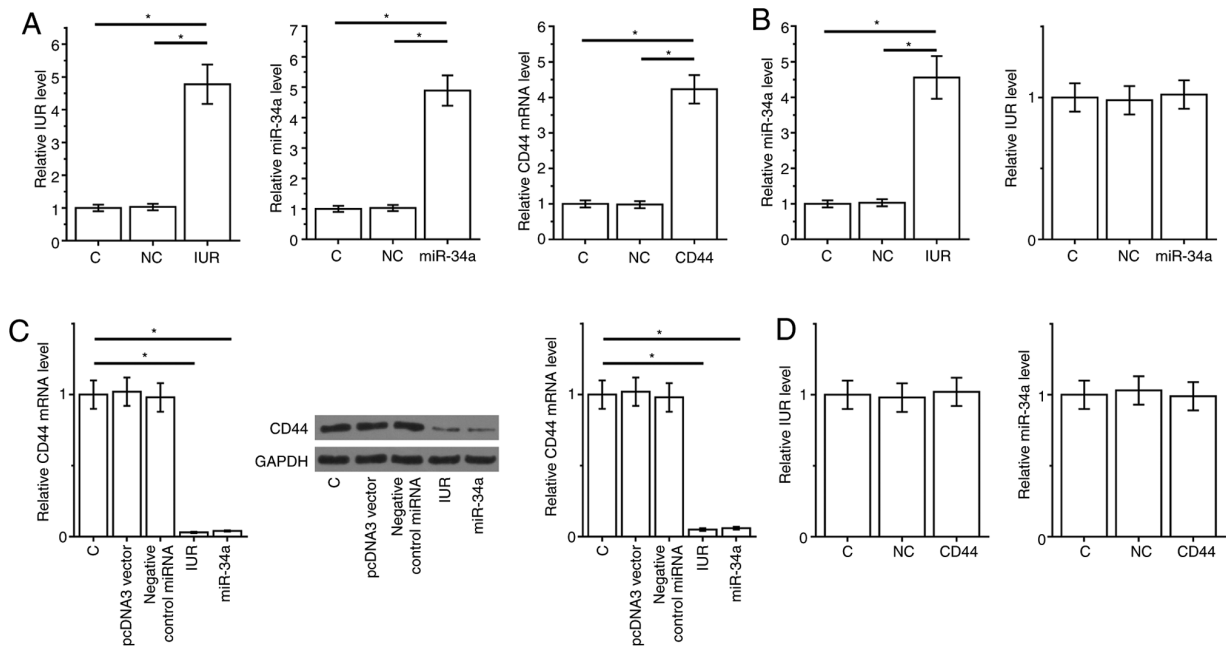 A
Relative IUR level
6
5
4
3
2
1
0
*
*
C NC IUR
Relative miR-34a level
7
6
5
4
3
2
1
0
*
*
C NC miR-34a
Relative CD44 mRNA level
6
5
4
3
2
1
0
*
*
C NC CD44
B
Relative miR-34a level
6
5
4
3
2
1
0
*
*
C NC IUR
Relative IUR level
1
0
C NC miR-34a
C
Relative CD44 mRNA level
1
0
*
*
C
pcDNA3 vector
Negative
control miRNA
IUR
miR-34a
CD44
GAPDH
C
pcDNA3 vector
Negative
control miRNA
IUR
miR-34a
Relative CD44 mRNA level
1
0
*
*
C
pcDNA3 vector
Negative
control miRNA
IUR
miR-34a
D
Relative IUR level
1
0
C NC CD44
Relative miR-34a level
1
0
C NC CD44